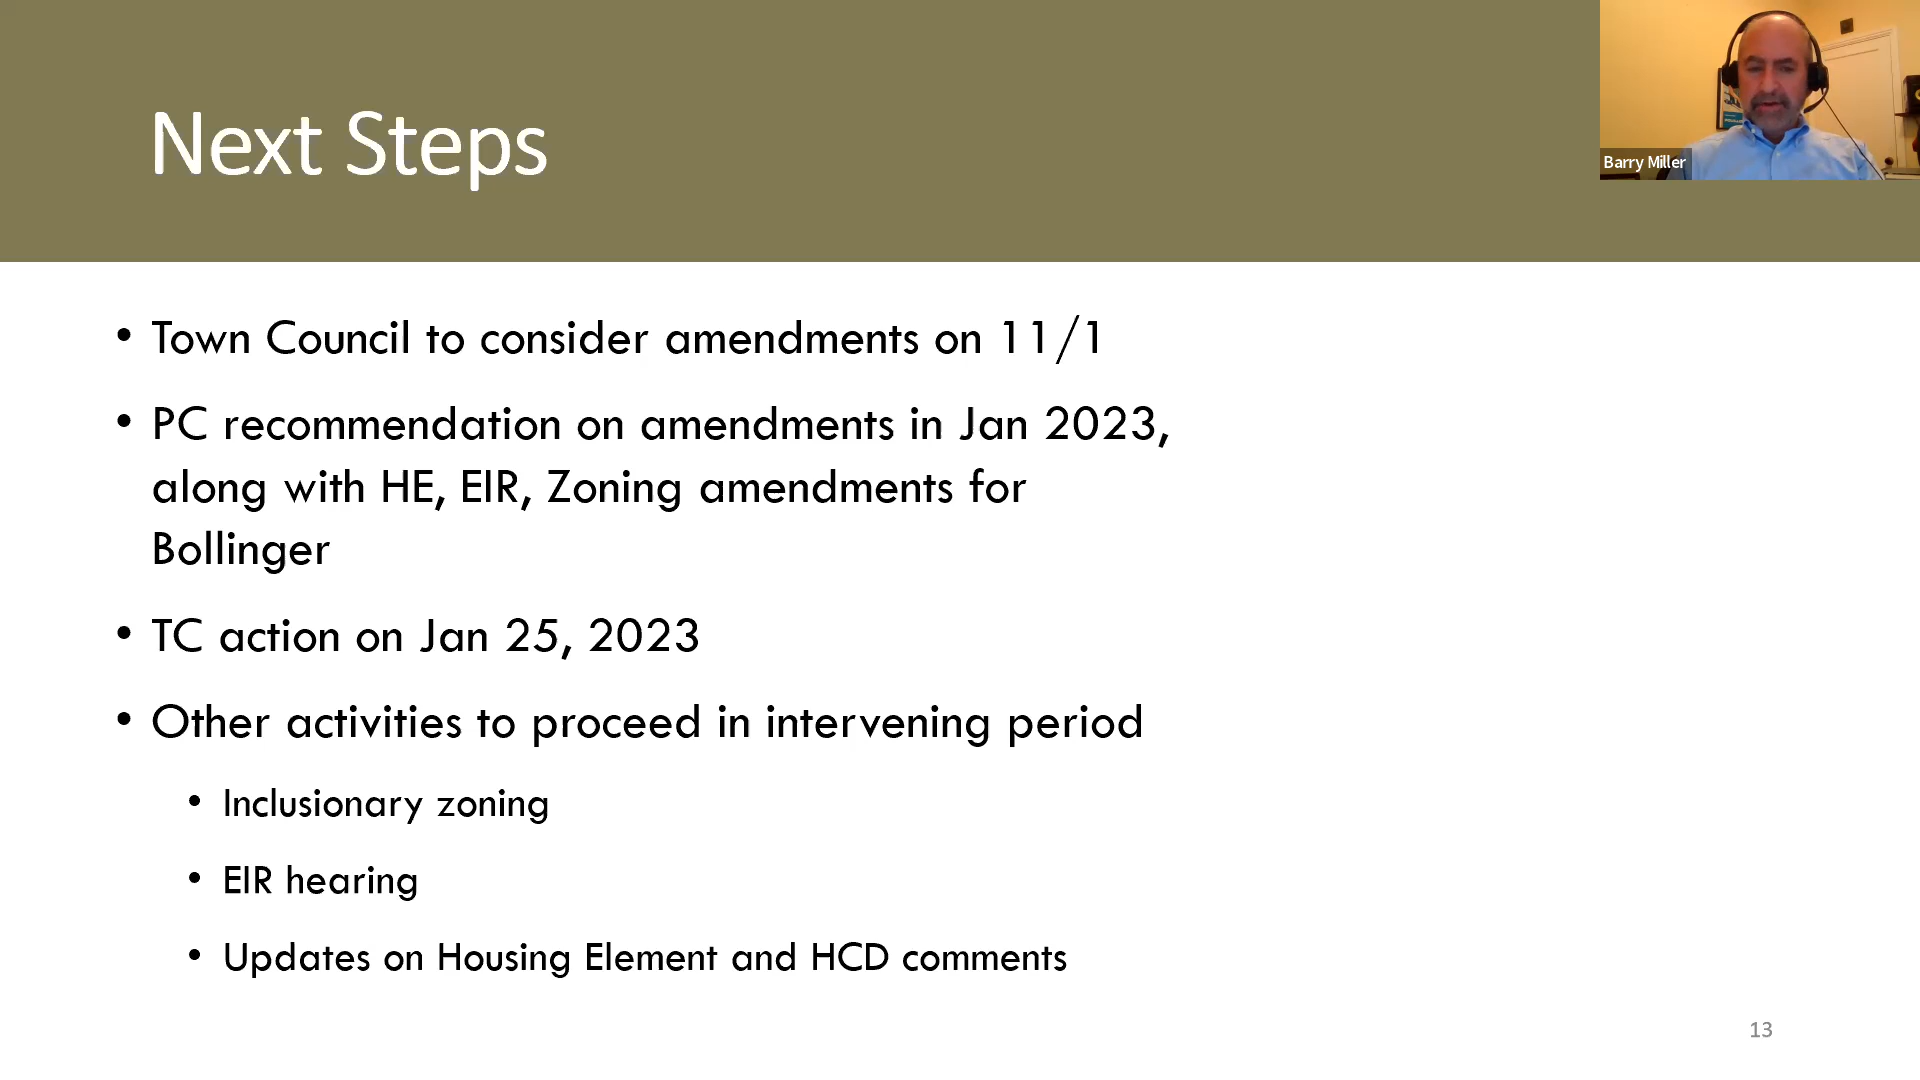 Next Steps
Barry Miller
• Town Council to consider amendments on 11/1
• PC recommendation on amendments in Jan 2023,
along with HE, EIR, Zoning amendments for
Bollinger
• TC action on Jan 25, 2023
• Other activities to proceed in intervening period
• Inclusionary zoning
• EIR hearing
• Updates on Housing Element and HCD comments
13